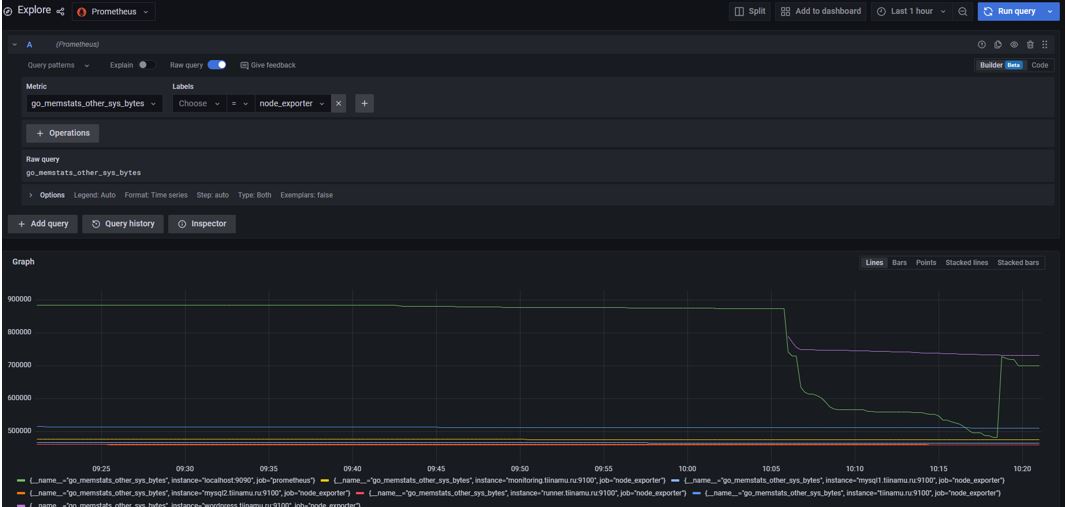 Explore Prometheus Split Add to dashboard Last 1 hour Run query
A (Prometheus)
Query patterns Explain Raw query Give feedback Builder Beta Code
Metric Labels
go_memstats_other_sys_bytes Choose = node_exporter
+ Operations
Raw query
go_memstats_other_sys_bytes
Options Legend: Auto Format: Time series Step: auto Type: Both Exemplars: false
+ Add query Query history Inspector
Graph Lines Bars Points Stacked lines Stacked bars
900000
800000
700000
600000
500000
09:25 09:30 09:35 09:40 09:45 09:50 09:55 10:00 10:05 10:10 10:15 10:20
{__name__="go_memstats_other_sys_bytes", instance="localhost:9090", job="prometheus"} {__name__="go_memstats_other_sys_bytes", instance="monitoring.tiinamu.ru:9100", job="node_exporter"} {__name__="go_memstats_other_sys_bytes", instance="mysql1.tiinamu.ru:9100", job="node_exporter"}
{__name__="go_memstats_other_sys_bytes", instance="mysql2.tiinamu.ru:9100", job="node_exporter"} {__name__="go_memstats_other_sys_bytes", instance="runner.tiinamu.ru:9100", job="node_exporter"} {__name__="go_memstats_other_sys_bytes", instance="tiinamu.ru:9100", job="node_exporter"}
{__name__="go_memstats_other_sys_bytes", instance="wordpress.tiinamu.ru:9100", job="node_exporter"}